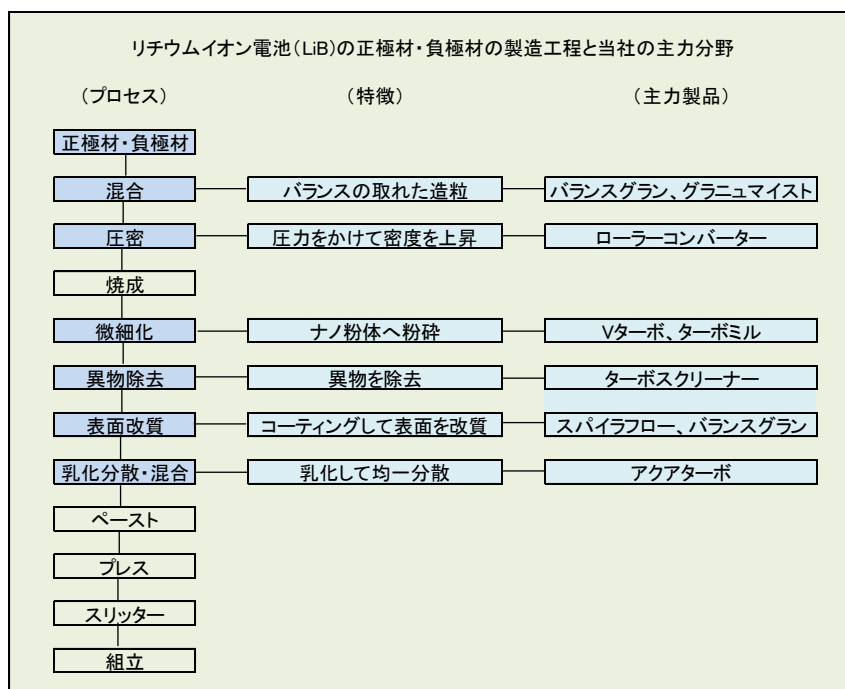 リチウムイオン電池(LiB)の正極材・負極材の製造工程と当社の主力分野
(プロセス) (特徴) (主力製品)
正極材・負極材
混合 バランスの取れた造粒 バランスグラン、グラニュマイスト
圧密 圧力をかけて密度を上昇 ローラーコンバーター
焼成
微細化 ナノ粉体へ粉砕 Vターボ、ターボミル
異物除去 異物を除去 ターボスクリーナー
表面改質 コーティングして表面を改質 スパイラフロー、バランスグラン
乳化分散・混合 乳化して均一分散 アクアターボ
ペースト
プレス
スリッター
組立